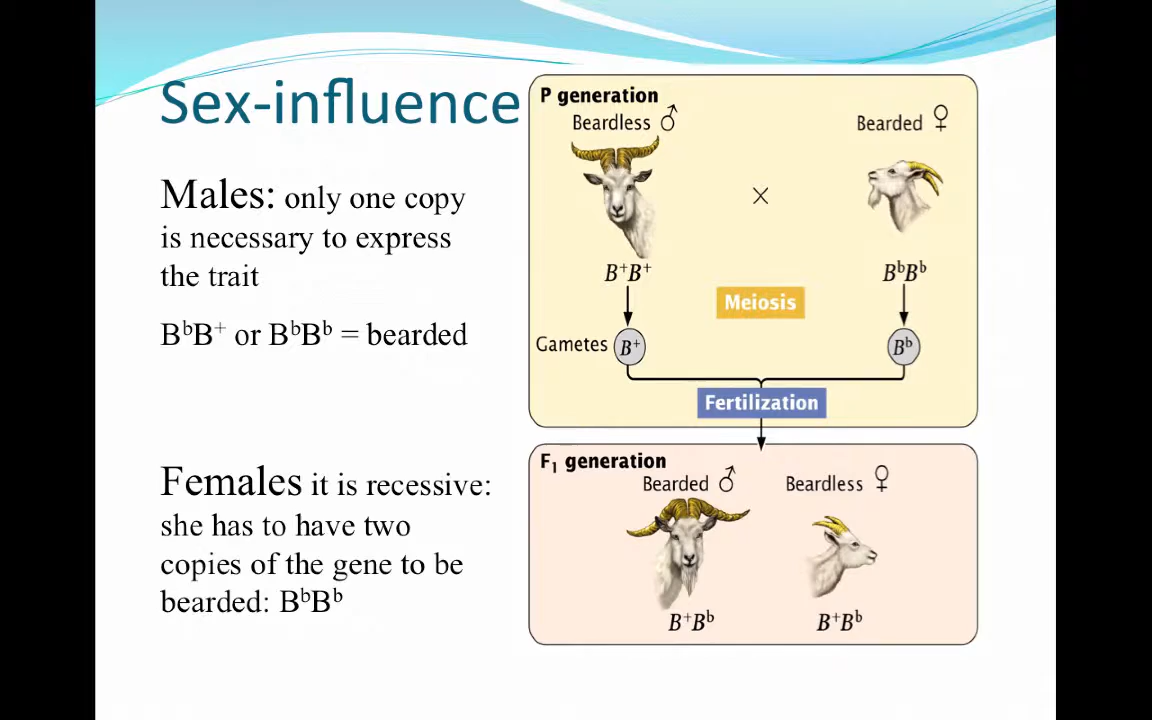 Sex-influence
Males: only one copy
is necessary to express
the trait
BᵇB⁺ or BᵇBᵇ = bearded
Females it is recessive:
she has to have two
copies of the gene to be
bearded: BᵇBᵇ
P generation
Beardless ♂
Bearded ♀
×
B⁺B⁺
BᵇBᵇ
Meiosis
Gametes B⁺
Bᵇ
Fertilization
F₁ generation
Bearded ♂
Beardless ♀
B⁺Bᵇ
B⁺Bᵇ